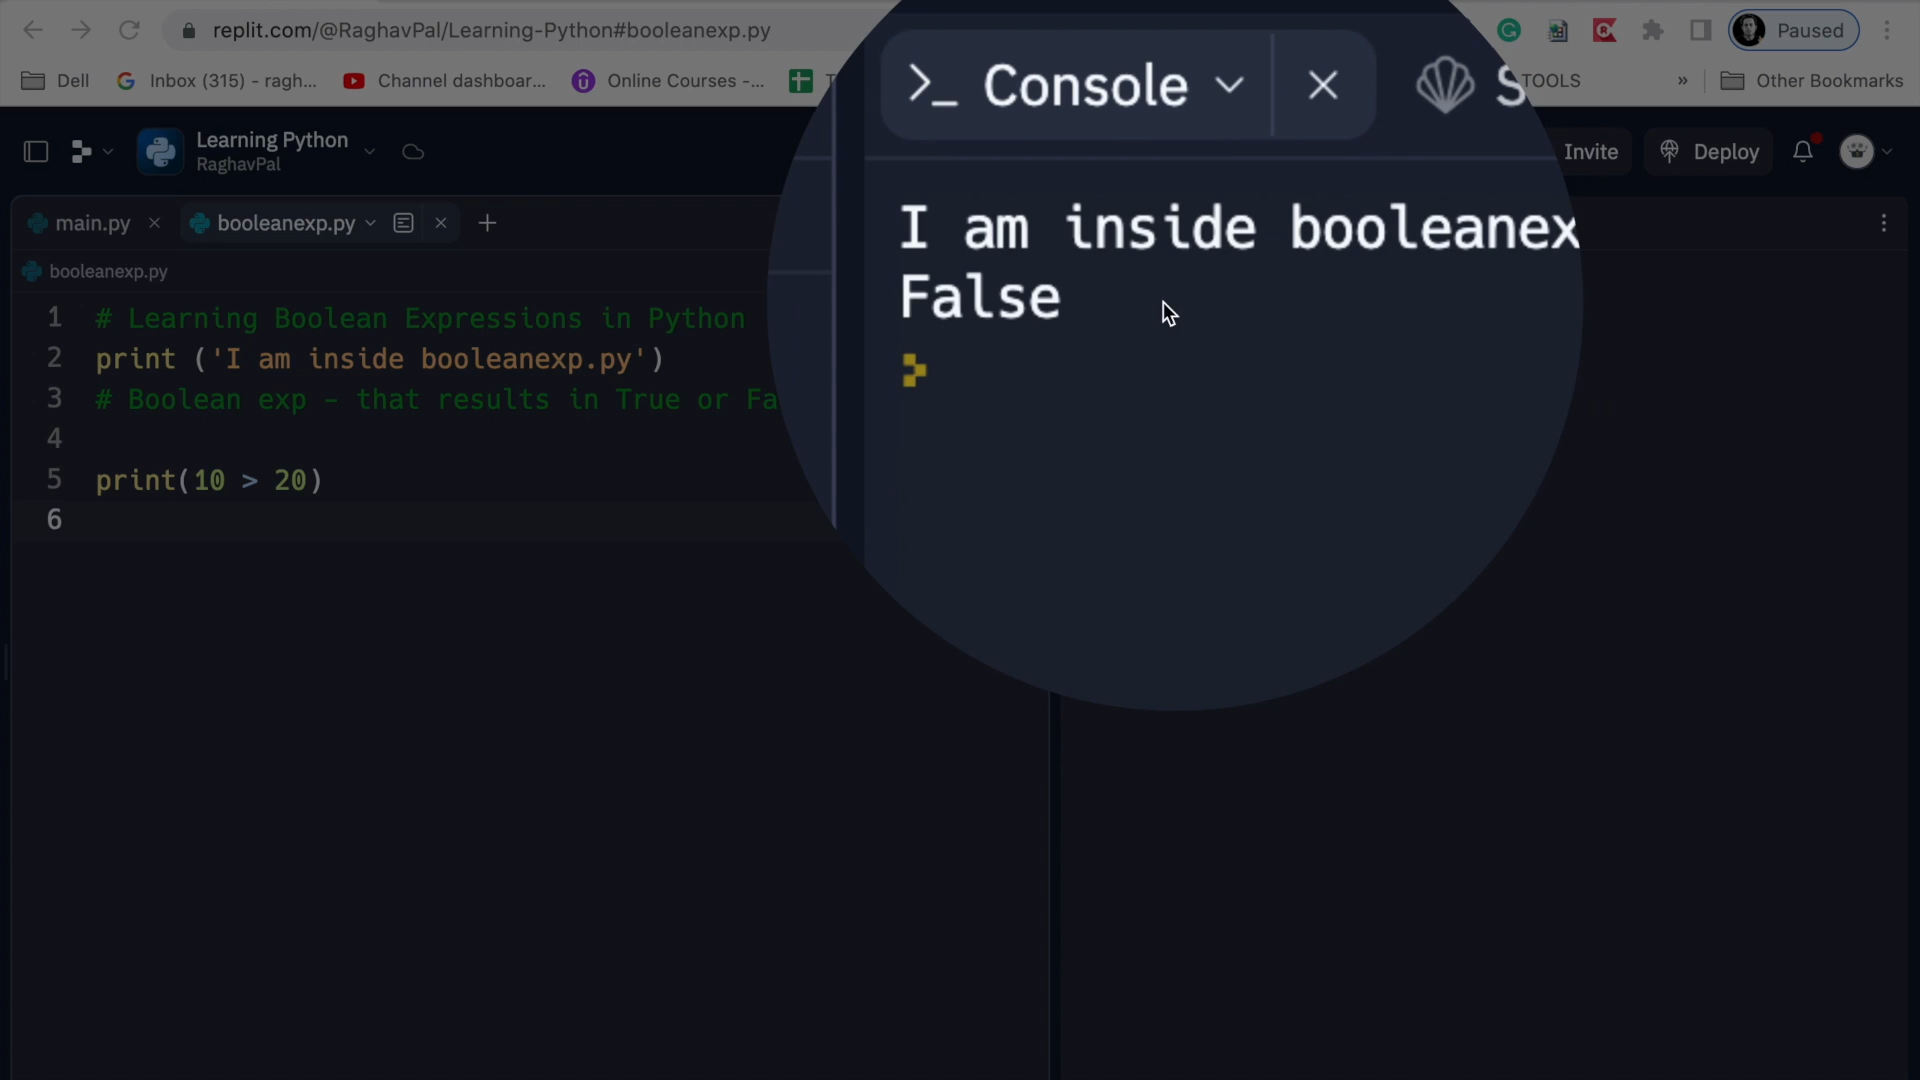 replit.com/@RaghavPal/Learning-Python#booleanexp.py
Paused
Dell
Inbox (315) - ragh...
Channel dashboar...
Online Courses -...
TOOLS
»
Other Bookmarks
Learning Python
RaghavPal
Invite
Deploy
main.py
booleanexp.py
booleanexp.py
1 # Learning Boolean Expressions in Python
2 print ('I am inside booleanexp.py')
3 # Boolean exp - that results in True or Fa
4
5 print(10 > 20)
6
>_ Console
I am inside booleanex
False